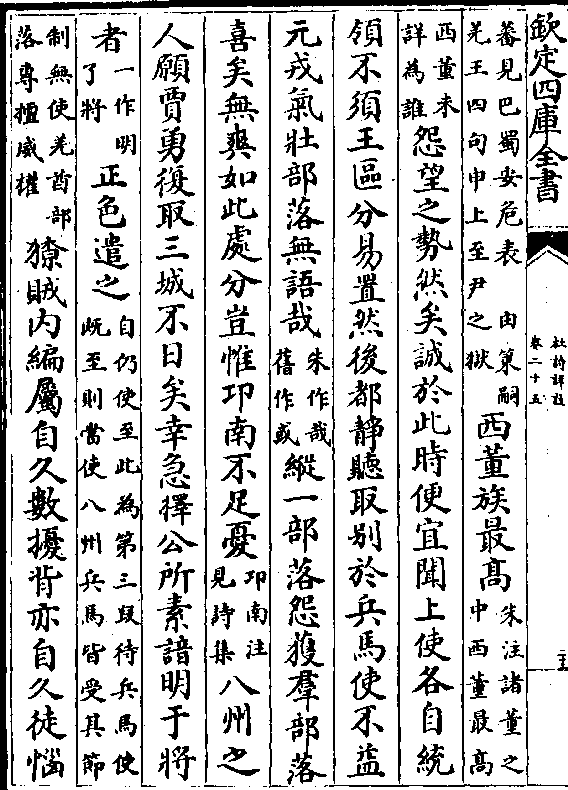 欽定四庫全書
杜詩詳註
卷二十五
蕃見巴蜀安危表　由策嗣
羌王四句申上至尹之獄
西董族最高
朱注諸董之
中西董最高
西董未
詳為誰
怨望之勢然矣誠於此時便宜聞上使各自統
領不須王區分易置然後都靜聽取别於兵馬使不益
元戎氣壯部落無語哉
朱作哉
舊作或
縱一部落怨獲羣部落
喜矣無爽如此處分豈惟卭南不足憂
卭南注
見詩集
八州之
人願賈勇復取三城不日矣幸急擇公所素諳明于將
者
一作明
了將
正色遣之
自仍使至此為第三段待兵馬使
既至則當使八州兵馬皆受其節
制無使羌酋部
落專擅威權
獠賊内編屬自久數擾背亦自久徒惱